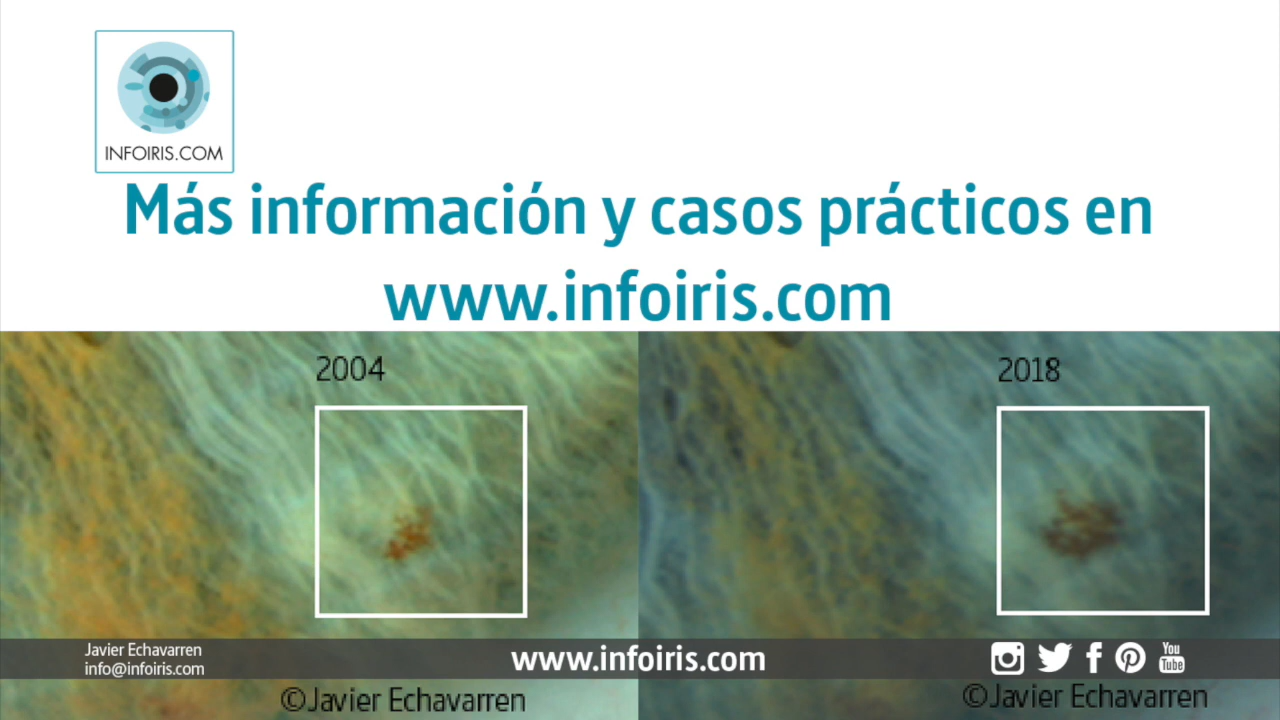 INFOIRIS.COM
Más información y casos prácticos en
www.infoiris.com
2004
2018
Javier Echavarren
info@infoiris.com
www.infoiris.com
You
Tube
©Javier Echavarren
©Javier Echavarren